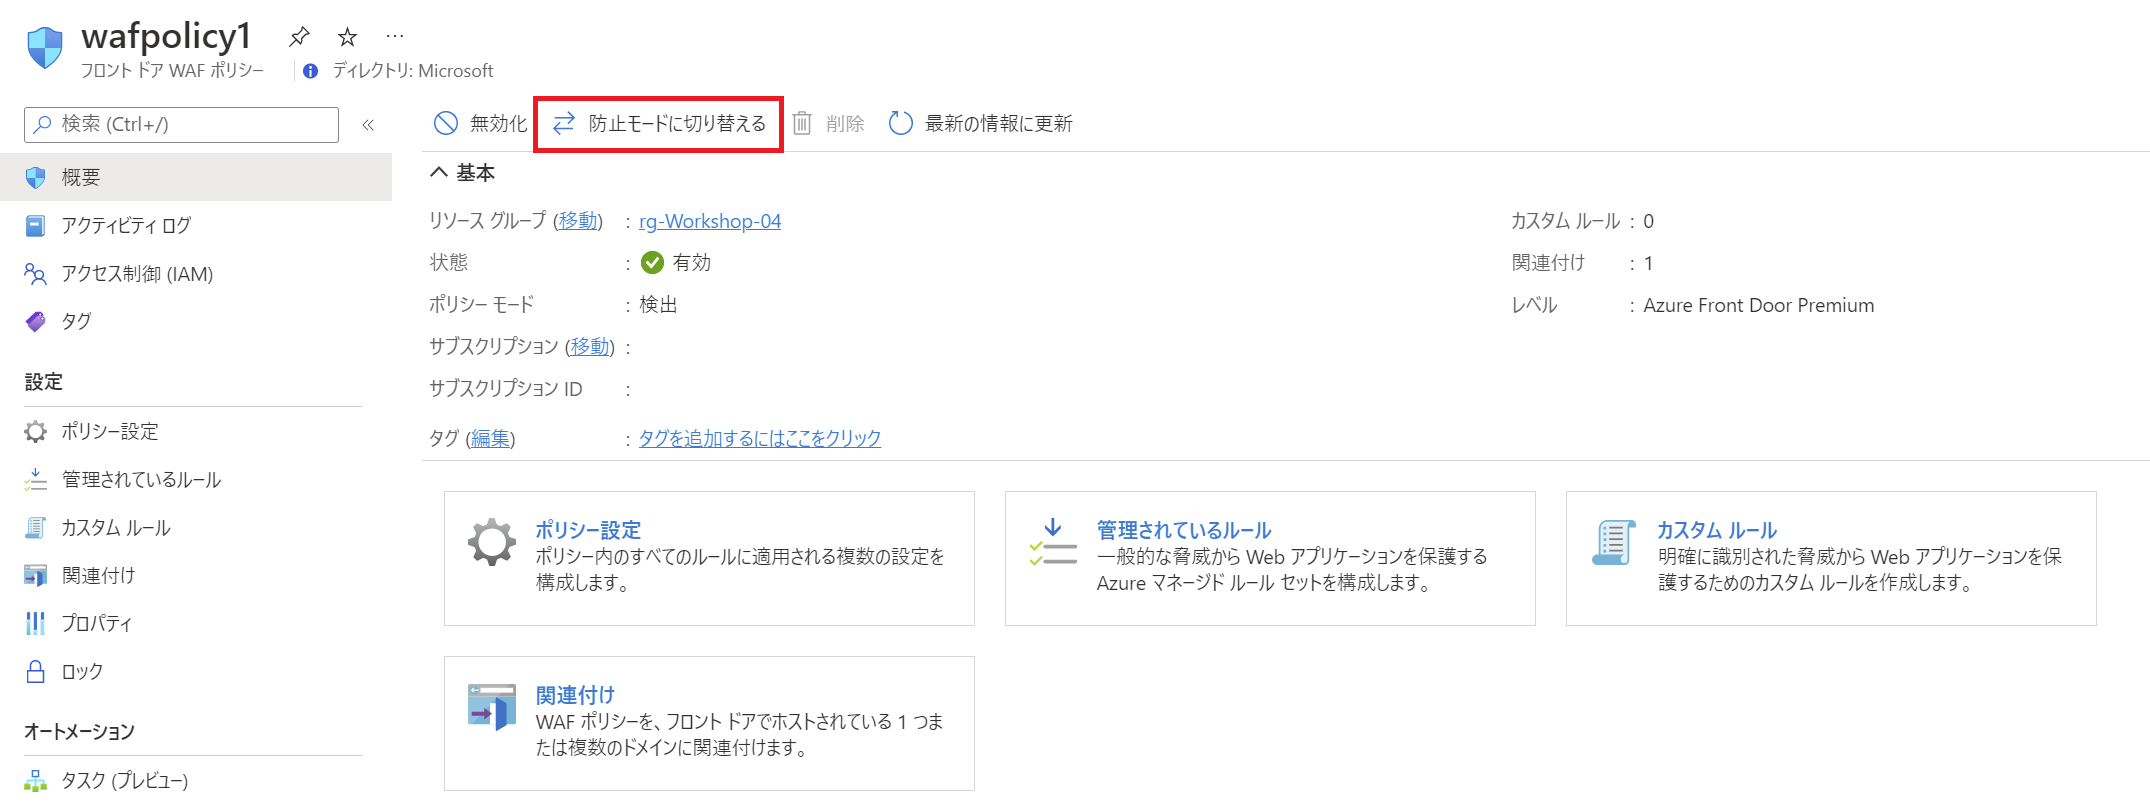 wafpolicy1
フロント ドア WAF ポリシー
ディレクトリ: Microsoft
検索 (Ctrl+/)
概要
アクティビティ ログ
アクセス制御 (IAM)
タグ
設定
ポリシー設定
管理されているルール
カスタム ルール
関連付け
プロパティ
ロック
オートメーション
タスク (プレビュー)
無効化
防止モードに切り替える
削除
最新の情報に更新
基本
リソース グループ (移動) : rg-Workshop-04
状態 : 有効
ポリシー モード : 検出
サブスクリプション (移動) :
サブスクリプション ID :
タグ (編集) : タグを追加するにはここをクリック
カスタム ルール : 0
関連付け : 1
レベル : Azure Front Door Premium
ポリシー設定
ポリシー内のすべてのルールに適用される複数の設定を
構成します。
管理されているルール
一般的な脅威から Web アプリケーションを保護する
Azure マネージド ルール セットを構成します。
カスタム ルール
明確に識別された脅威から Web アプリケーションを保
護するためのカスタム ルールを作成します。
関連付け
WAF ポリシーを、フロント ドアでホストされている 1 つま
たは複数のドメインに関連付けます。